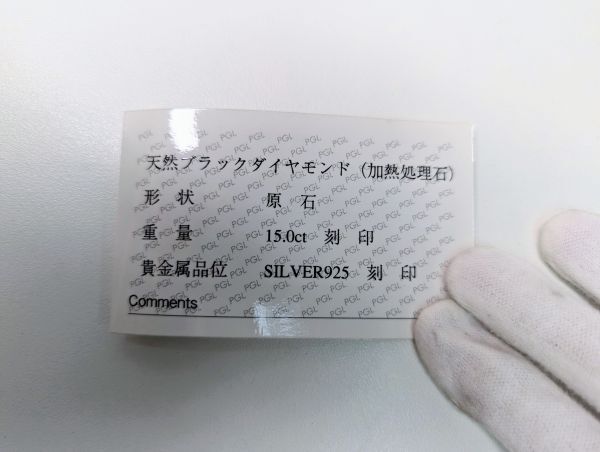 天然ブラックダイヤモンド（加熱処理石）
形 状 原 石
重 量 15.0ct 刻 印
貴金属品位 SILVER925 刻 印
Comments
PGL